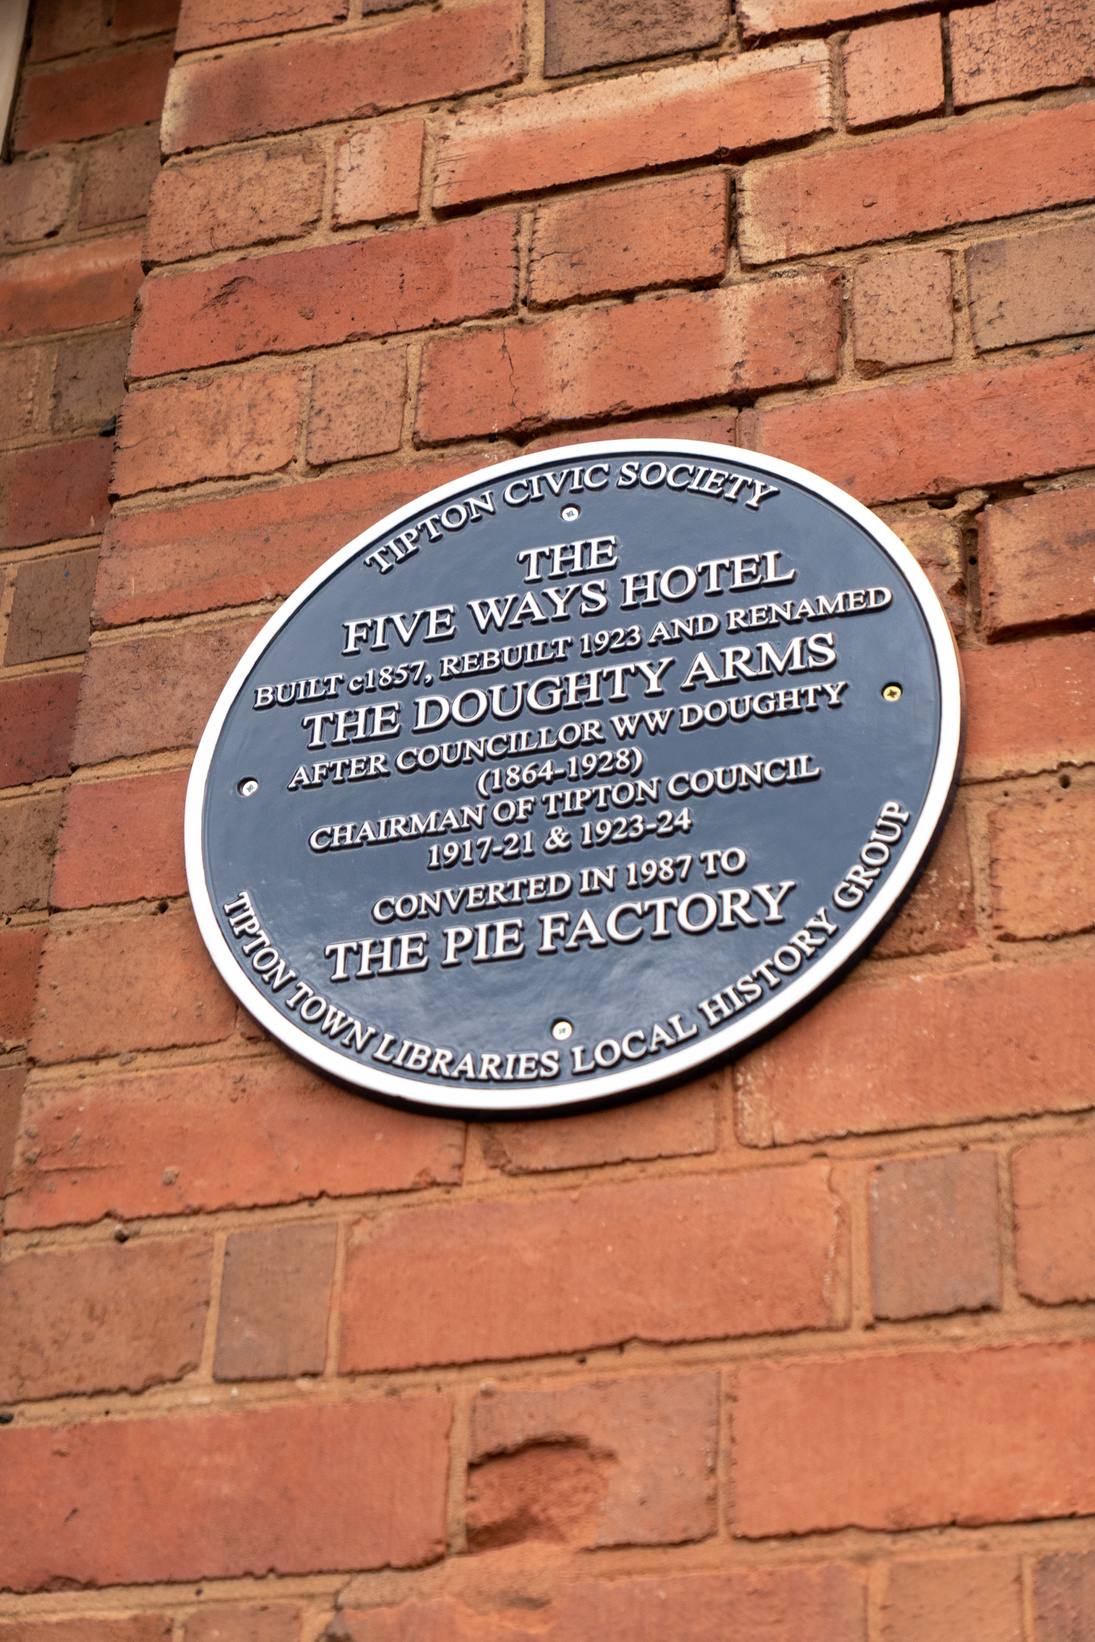 TIPTON CIVIC SOCIETY
THE
FIVE WAYS HOTEL
BUILT c1857, REBUILT 1923 AND RENAMED
THE DOUGHTY ARMS
AFTER COUNCILLOR WW DOUGHTY
(1864-1928)
CHAIRMAN OF TIPTON COUNCIL
1917-21 & 1923-24
CONVERTED IN 1987 TO
THE PIE FACTORY
TIPTON TOWN LIBRARIES LOCAL HISTORY GROUP